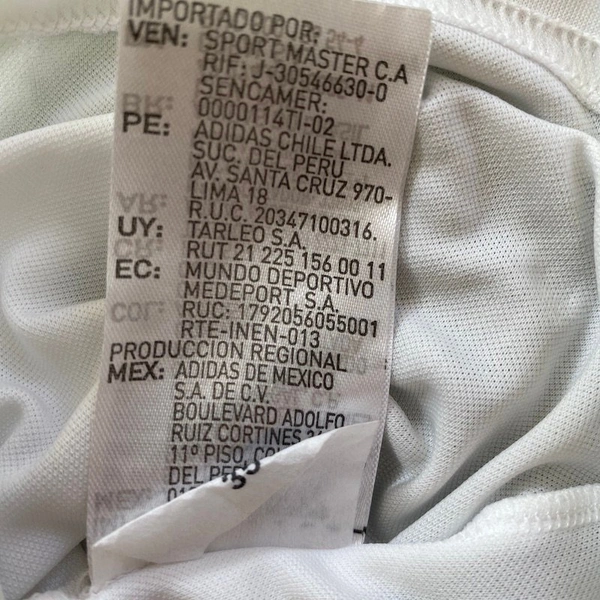 IMPORTADO POR:
VEN: SPORT MASTER C.A
RIF: J-30546630-0
SENCAMER:
0000114TI-02
PE: ADIDAS CHILE LTDA.
SUC. DEL PERU
AV. SANTA CRUZ 970-
LIMA 18
R.U.C. 20347100316.
UY: TARLEO S.A.
RUT 21 225 156 00 11
EC: MUNDO DEPORTIVO
MEDEPORT, S.A.
RUC: 1792056055001
RTE-INEN-013
PRODUCCION REGIONAL
MEX: ADIDAS DE MEXICO
S.A. DE C.V.
BOULEVARD ADOLFO
RUIZ CORTINES
11º PISO,
DEL